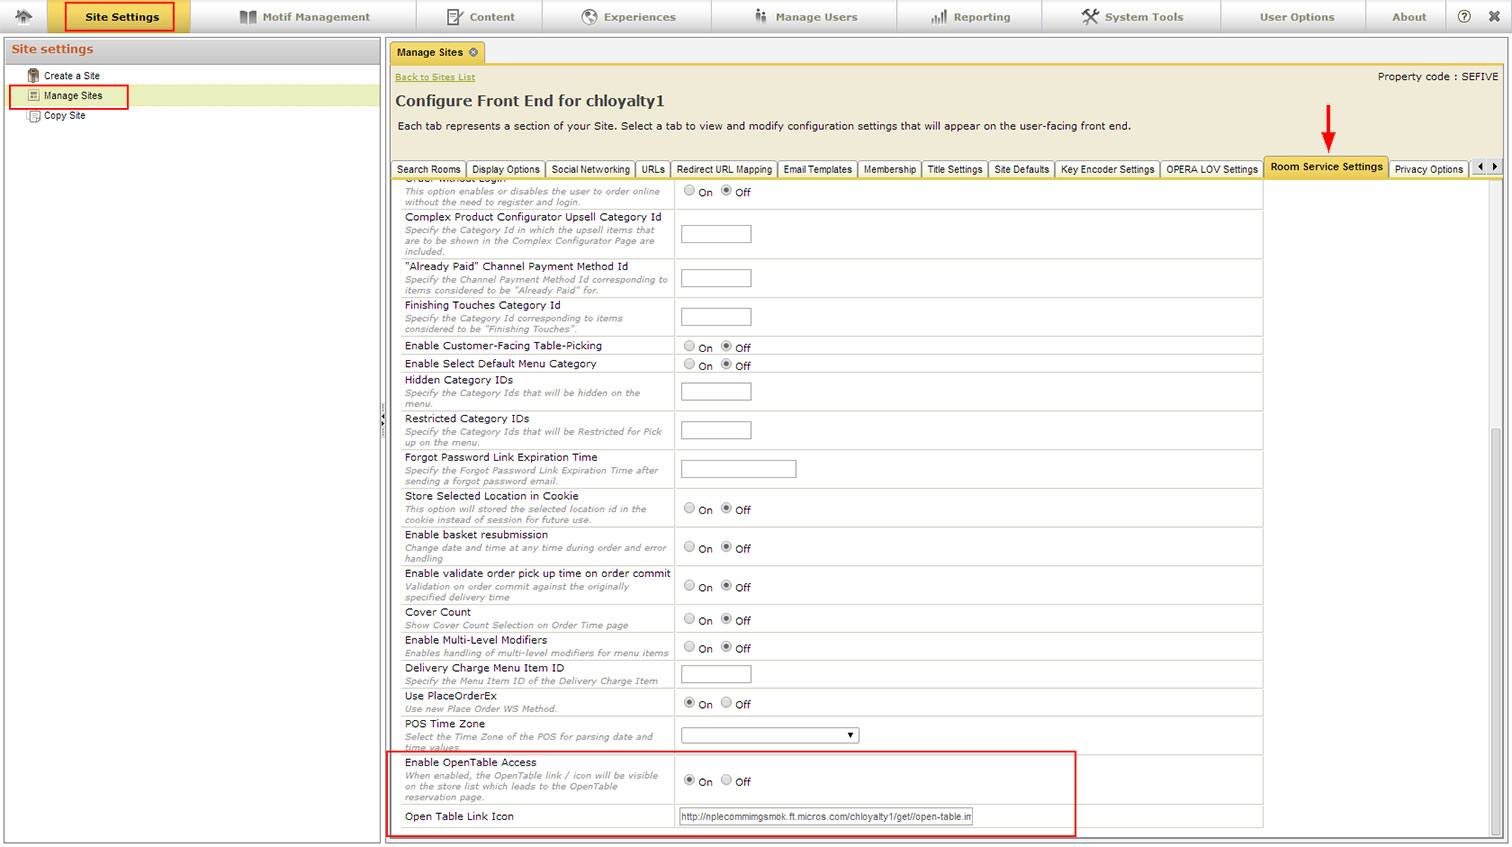 Site Settings
Motif Management
Content
Experiences
Manage Users
Reporting
System Tools
User Options
About
Site settings
Create a Site
Manage Sites
Copy Site
Manage Sites
Back to Sites List
Property code : SEFIVE
Configure Front End for chloyalty1
Each tab represents a section of your Site. Select a tab to view and modify configuration settings that will appear on the user-facing front end.
Search Rooms
Display Options
Social Networking
URLs
Redirect URL Mapping
Email Templates
Membership
Title Settings
Site Defaults
Key Encoder Settings
OPERA LOV Settings
Room Service Settings
Privacy Options
Order without Login
This option enables or disables the user to order online
without the need to register and login.
On Off
Complex Product Configurator Upsell Category Id
Specify the Category Id in which the upsell items that
are to be shown in the Complex Configurator Page are
included.
"Already Paid" Channel Payment Method Id
Specify the Channel Payment Method Id corresponding to
items considered to be "Already Paid" for.
Finishing Touches Category Id
Specify the Category Id corresponding to items
considered to be "Finishing Touches".
Enable Customer-Facing Table-Picking
On Off
Enable Select Default Menu Category
On Off
Hidden Category IDs
Specify the Category Ids that will be hidden on the
menu.
Restricted Category IDs
Specify the Category Ids that will be Restricted for Pick
up on the menu.
Forgot Password Link Expiration Time
Specify the Forgot Password Link Expiration Time after
sending a forgot password email.
Store Selected Location in Cookie
This option will stored the selected location id in the
cookie instead of session for future use.
On Off
Enable basket resubmission
Change date and time at any time during order and error
handling
On Off
Enable validate order pick up time on order commit
Validation on order commit against the originally
specified delivery time
On Off
Cover Count
Show Cover Count Selection on Order Time page
On Off
Enable Multi-Level Modifiers
Enables handling of multi-level modifiers for menu items
On Off
Delivery Charge Menu Item ID
Specify the Menu Item ID of the Delivery Charge Item
Use PlaceOrderEx
Use new Place Order WS Method.
On Off
POS Time Zone
Select the Time Zone of the POS for parsing date and
time values.
Enable OpenTable Access
When enabled, the OpenTable link / icon will be visible
on the store list which leads to the OpenTable
reservation page.
On Off
Open Table Link Icon
http://nplecommimgsmok.ft.micros.com/chloyalty1/get//open-table.im